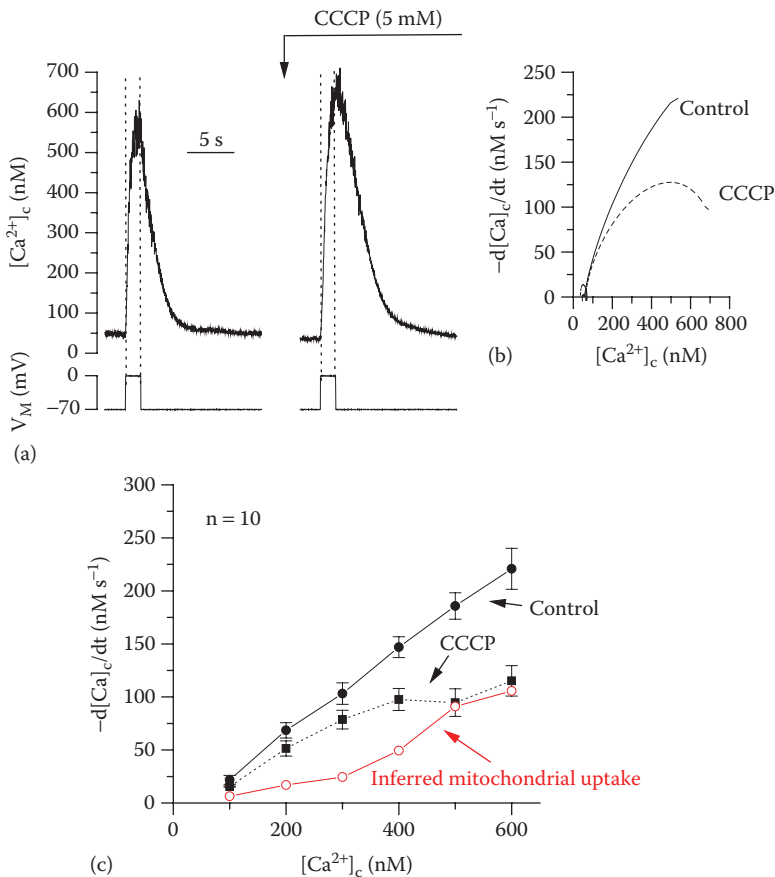 CCCP (5 mM)
700
600
500
400
300
200
100
0
[Ca²⁺]c (nM)
5 s
0
−70
V_M (mV)
(a)
250
200
150
100
50
0
−d[Ca]c/dt (nM s⁻¹)
Control
CCCP
0 200 400 600 800
[Ca²⁺]c (nM)
(b)
300
250
200
150
100
50
0
−d[Ca]c/dt (nM s⁻¹)
n = 10
Control
CCCP
Inferred mitochondrial uptake
0 200 400 600
[Ca²⁺]c (nM)
(c)